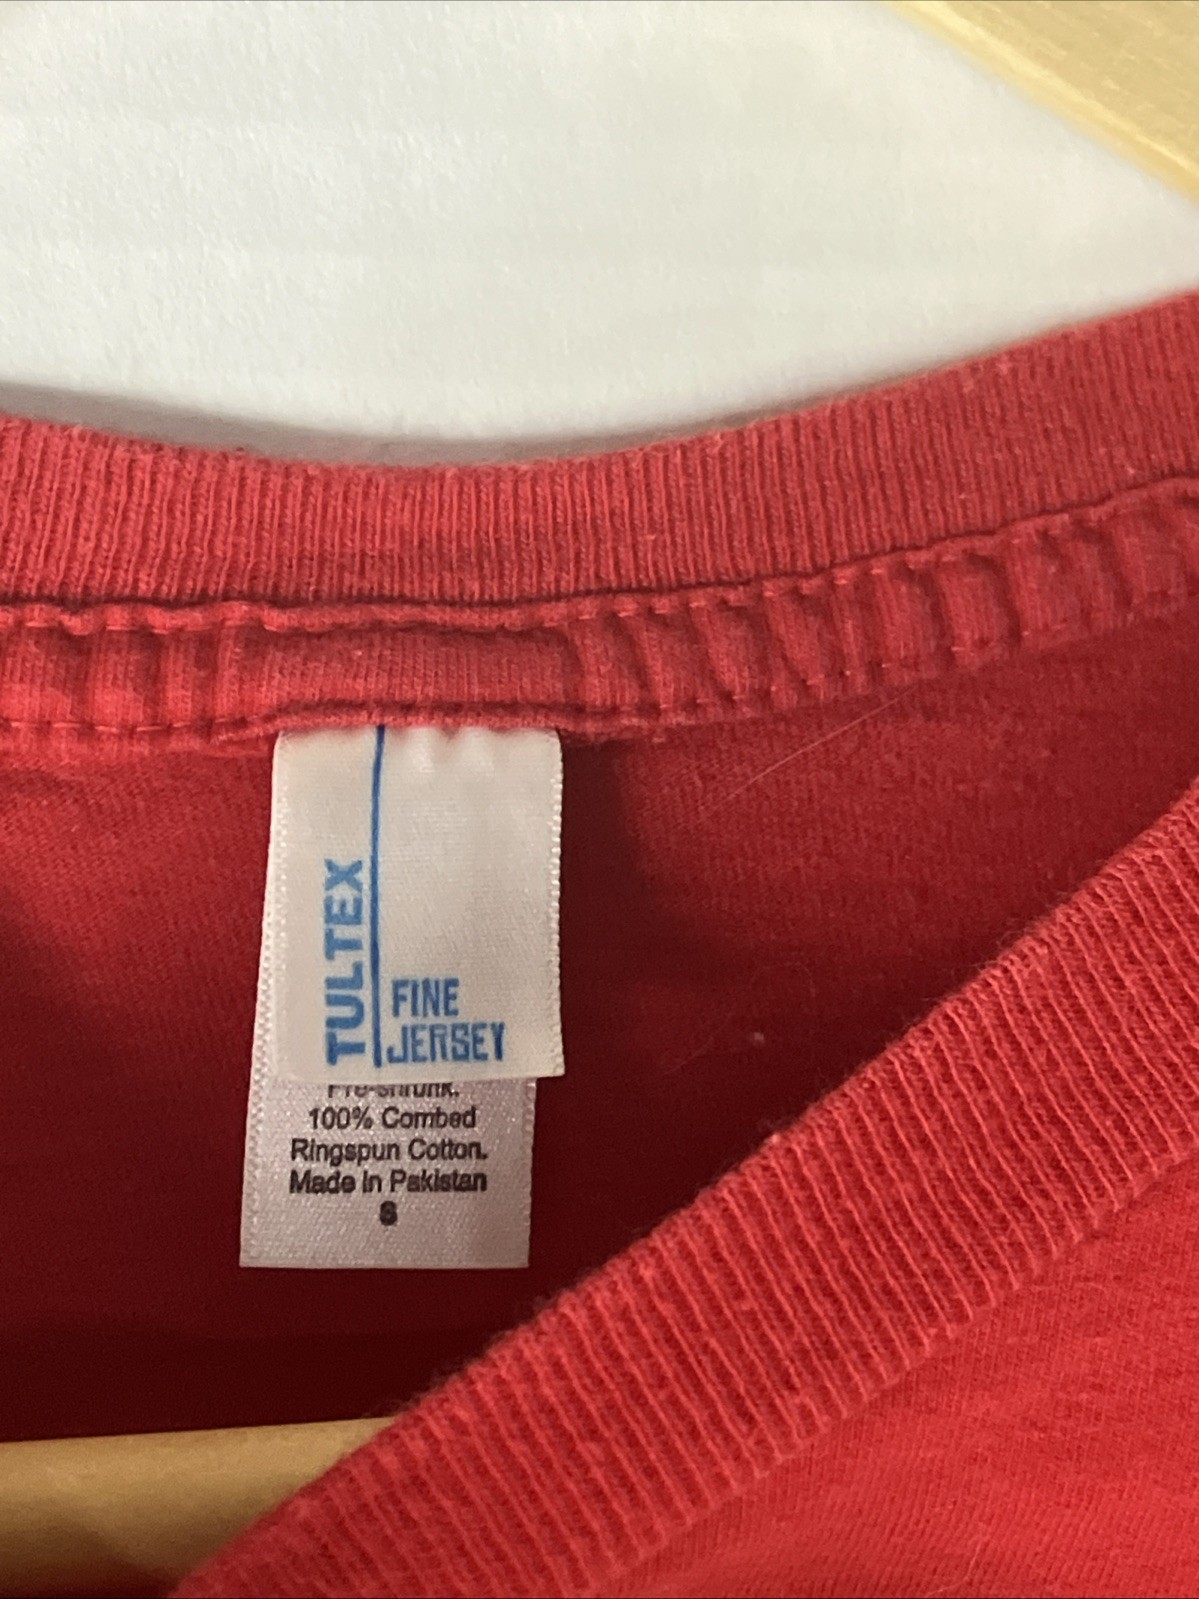 TULTEX
FINE
JERSEY
Pre-shrunk.
100% Combed
Ringspun Cotton.
Made in Pakistan
S